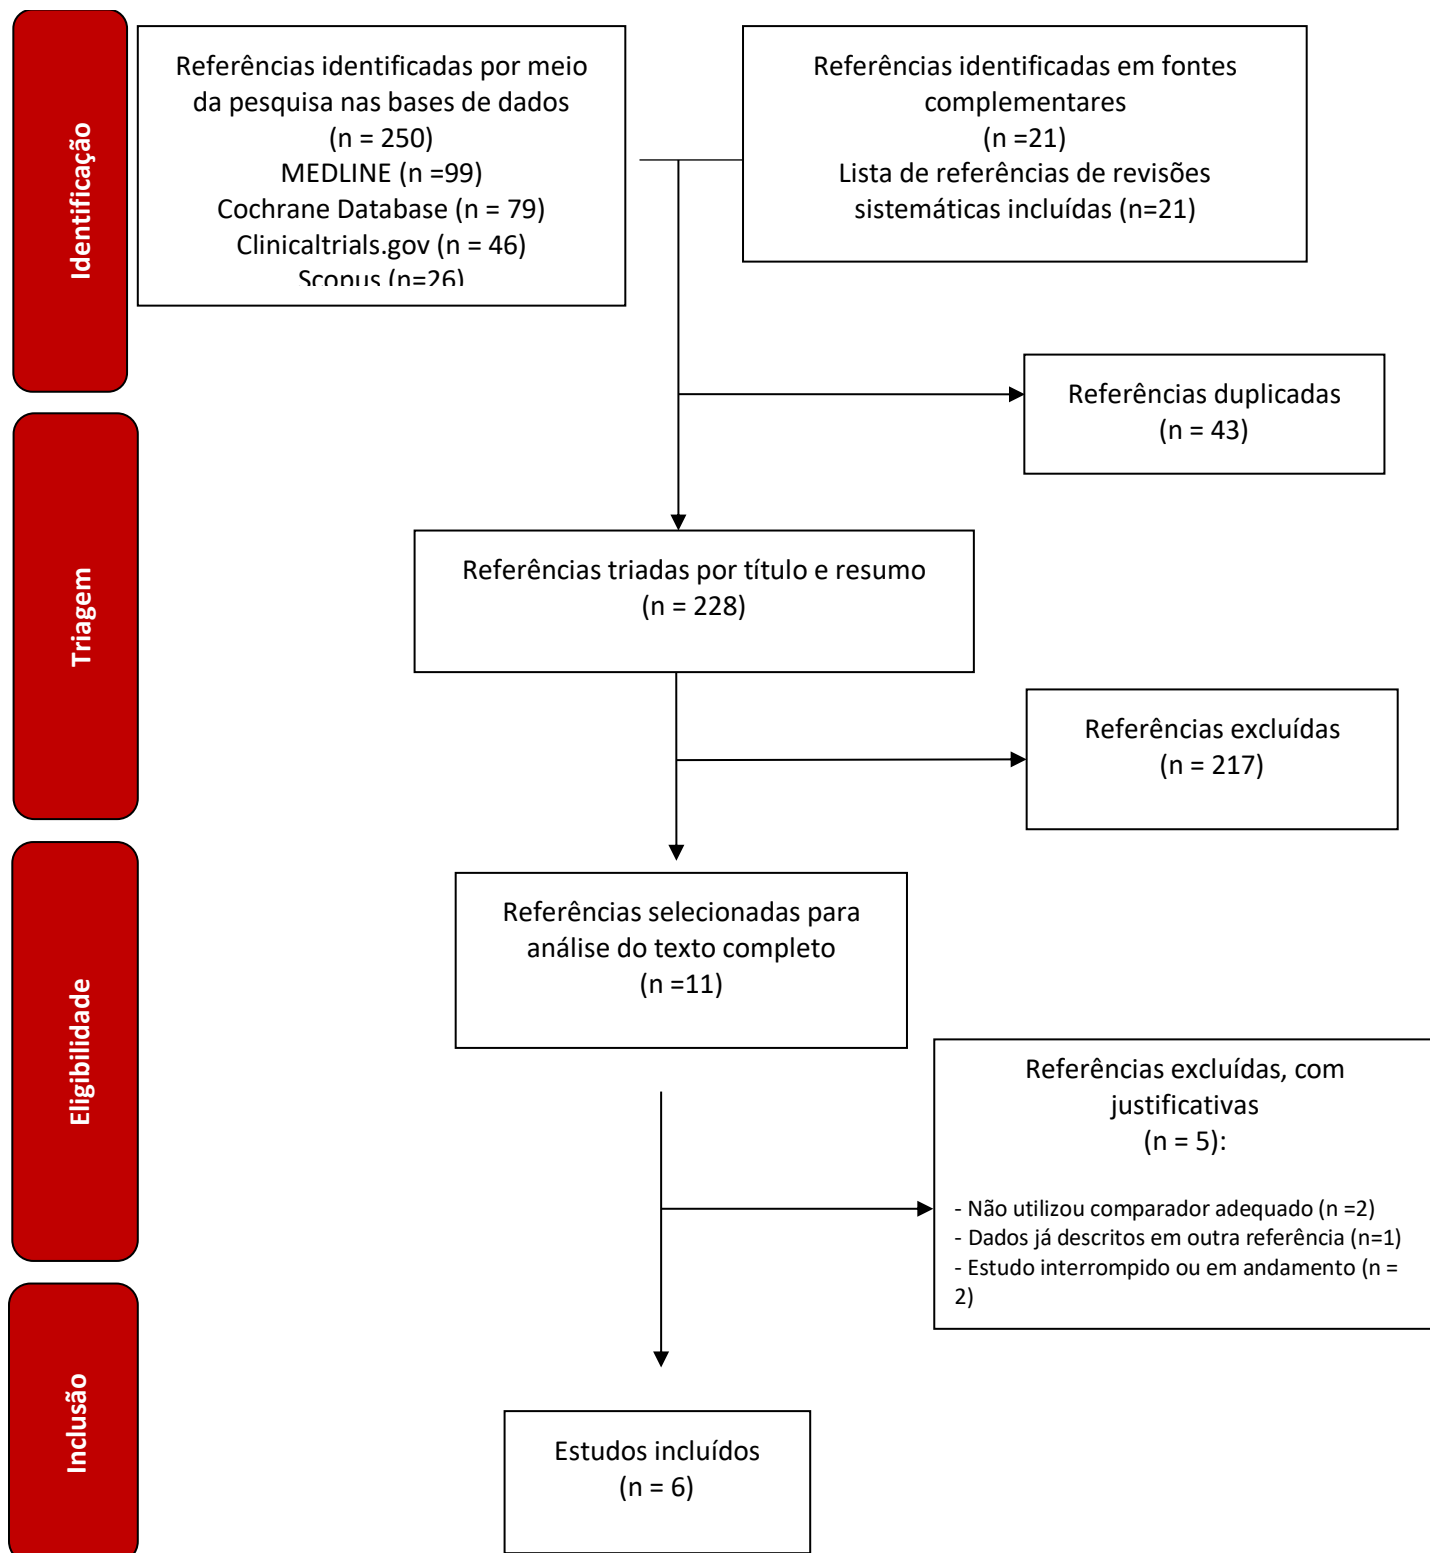 Identificação
Referências identificadas por meio
da pesquisa nas bases de dados
(n = 250)
MEDLINE (n =99)
Cochrane Database (n = 79)
Clinicaltrials.gov (n = 46)
Scopus (n=26)
Referências identificadas em fontes
complementares
(n =21)
Lista de referências de revisões
sistemáticas incluídas (n=21)
Referências duplicadas
(n = 43)
Triagem
Referências triadas por título e resumo
(n = 228)
Referências excluídas
(n = 217)
Eligibilidade
Referências selecionadas para
análise do texto completo
(n =11)
Referências excluídas, com
justificativas
(n = 5):
- Não utilizou comparador adequado (n =2)
- Dados já descritos em outra referência (n=1)
- Estudo interrompido ou em andamento (n =
2)
Inclusão
Estudos incluídos
(n = 6)